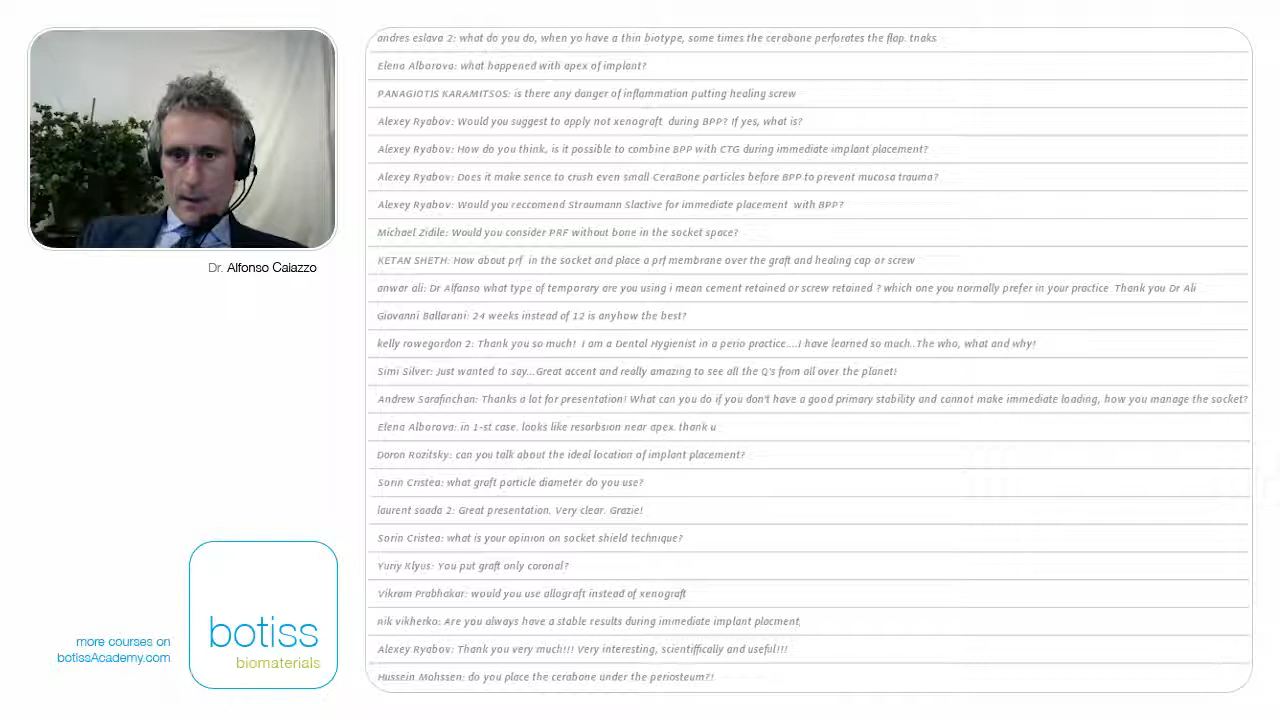 andres eslava 2: what do you do, when yo have a thin biotype, some times the cerabone perforates the flap. tnaks
Elena Alborova: what happened with apex of implant?
PANAGIOTIS KARAMITSOS: is there any danger of inflammation putting healing screw
Alexey Ryabov: Would you suggest to apply not xenograft during BPP? If yes, what is?
Alexey Ryabov: How do you think, is it possible to combine BPP with CTG during immediate implant placement?
Alexey Ryabov: Does it make sence to crush even small CeraBone particles before BPP to prevent mucosa trauma?
Alexey Ryabov: Would you reccomend Straumann Slactive for immediate placement with BPP?
Michael Zidile: Would you consider PRF without bone in the socket space?
KETAN SHETH: How about prf in the socket and place a prf membrane over the graft and healing cap or screw
anwar ali: Dr Alfanso what type of temporary are you using i mean cement retained or screw retained ? which one you normally prefer in your practice Thank you Dr Ali
Giovanni Ballarani: 24 weeks instead of 12 is anyhow the best?
kelly rowegordon 2: Thank you so much! I am a Dental Hygienist in a perio practice....I have learned so much..The who, what and why!
Simi Silver: Just wanted to say...Great accent and really amazing to see all the Q's from all over the planet!
Andrew Sarafinchan: Thanks a lot for presentation! What can you do if you don't have a good primary stability and cannot make immediate loading, how you manage the socket?
Elena Alborova: in 1-st case. looks like resorbsion near apex. thank u
Doron Rozitsky: can you talk about the ideal location of implant placement?
Sorin Cristea: what graft particle diameter do you use?
laurent soada 2: Great presentation. Very clear. Grazie!
Sorin Cristea: what is your opinion on socket shield technique?
Yuriy Klyus: You put graft only coronal?
Vikram Prabhakar: would you use allograft instead of xenograft
nik vikherko: Are you always have a stable results during immediate implant placment,
Alexey Ryabov: Thank you very much!!! Very interesting, scientiffically and useful!!!
Hussein Mohssen: do you place the cerabone under the periosteum?!
Dr. Alfonso Caiazzo
more courses on
botissAcademy.com
botiss
biomaterials